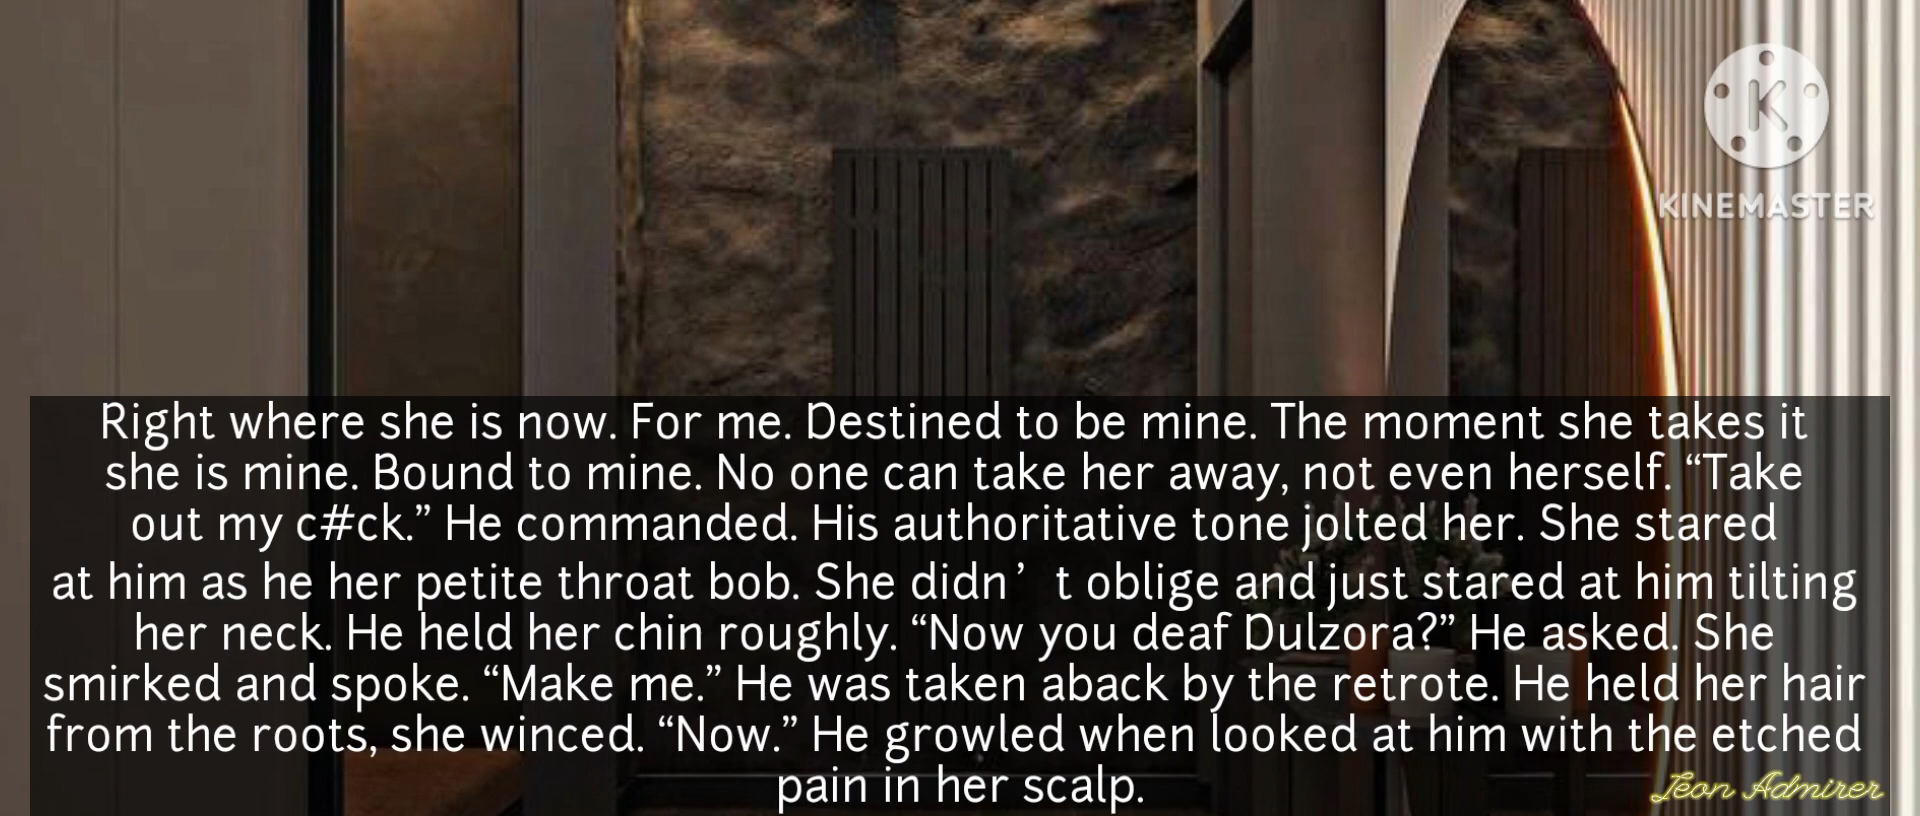 KINEMASTER
Right where she is now. For me. Destined to be mine. The moment she takes it
she is mine. Bound to mine. No one can take her away, not even herself. “Take
out my c#ck.” He commanded. His authoritative tone jolted her. She stared
at him as he her petite throat bob. She didn’ t oblige and just stared at him tilting
her neck. He held her chin roughly. “Now you deaf Dulzora?” He asked. She
smirked and spoke. “Make me.” He was taken aback by the retrote. He held her hair
from the roots, she winced. “Now.” He growled when looked at him with the etched
pain in her scalp.
Leon Admirer